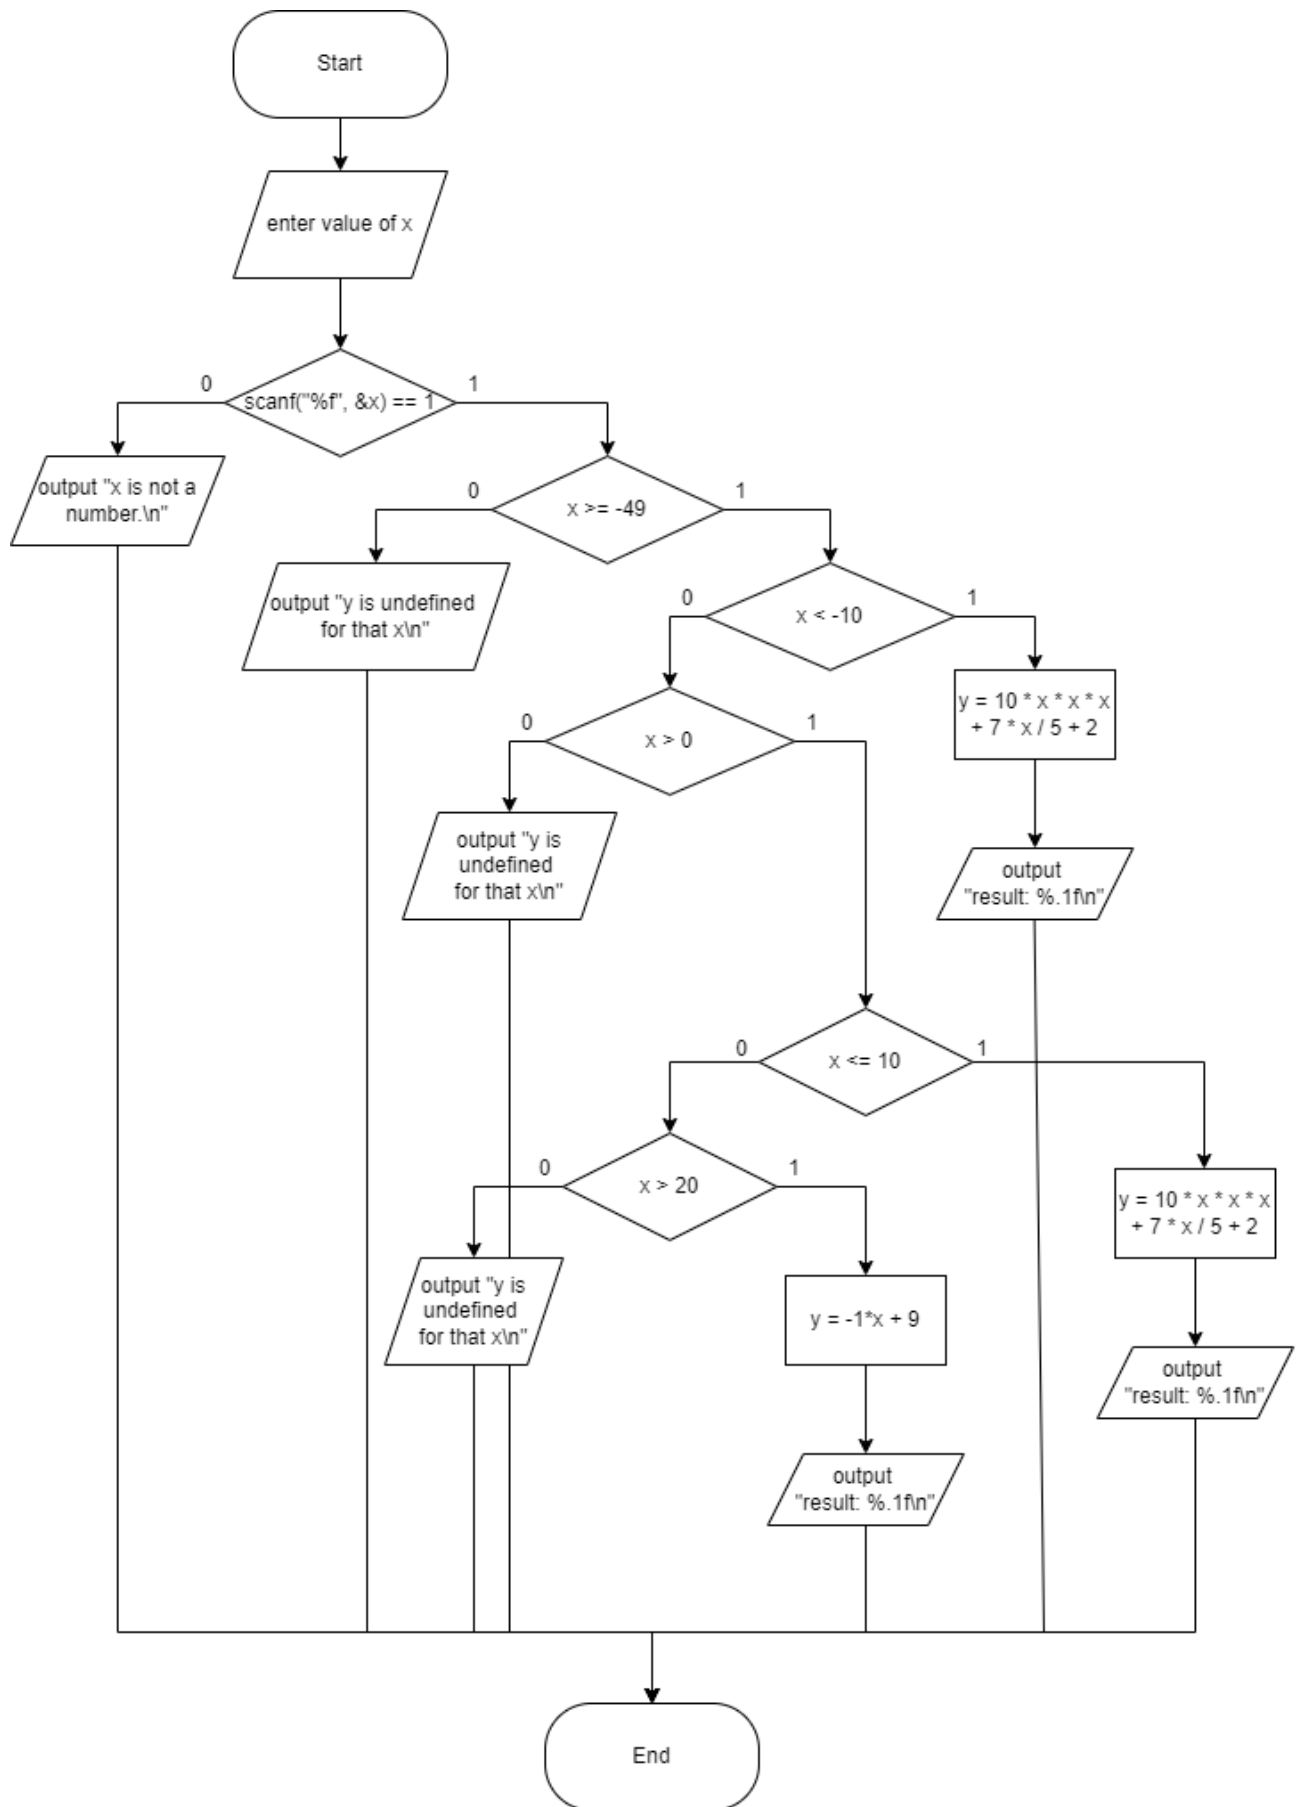 Start
enter value of x
0
scanf("%f", &x) == 1
1
output "x is not a
number.\n"
0
x >= -49
1
output "y is undefined
for that x\n"
0
x < -10
1
y = 10 * x * x * x
+ 7 * x / 5 + 2
0
x > 0
1
output "y is
undefined
for that x\n"
output
"result: %.1f\n"
0
x <= 10
1
0
x > 20
1
y = 10 * x * x * x
+ 7 * x / 5 + 2
output "y is
undefined
for that x\n"
y = -1*x + 9
output
"result: %.1f\n"
output
"result: %.1f\n"
End